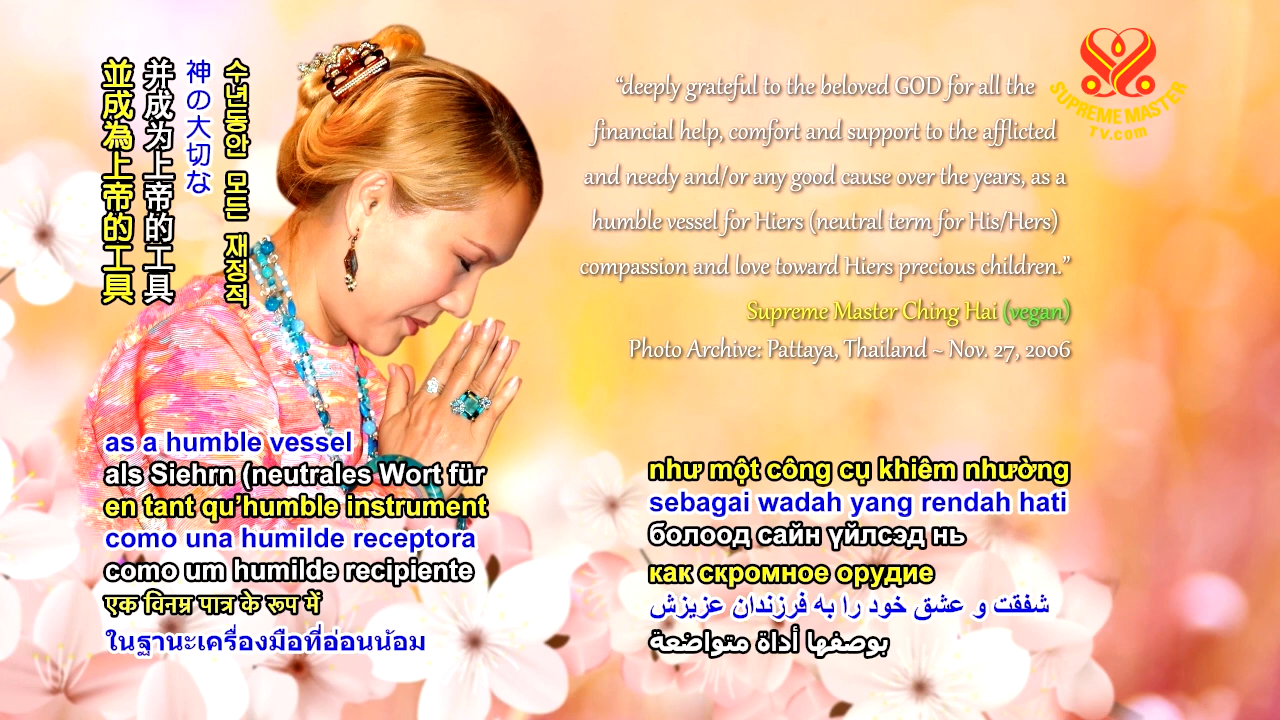 並成為上帝的工具
并成为上帝的工具
神の大切な
수년 동안 모든 재정적
“deeply grateful to the beloved GOD for all the
financial help, comfort and support to the afflicted
and needy and/or any good cause over the years, as a
humble vessel for Hiers (neutral term for His/Hers)
compassion and love toward Hiers precious children.”
Supreme Master Ching Hai (vegan)
Photo Archive: Pattaya, Thailand ~ Nov. 27, 2006
SUPREME MASTER
TV.com
as a humble vessel
als Siehrn (neutrales Wort für
en tant qu’humble instrument
como una humilde receptora
como um humilde recipiente
एक विनम्र पात्र के रूप में
ในฐานะเครื่องมือที่อ่อนน้อม
như một công cụ khiêm nhường
sebagai wadah yang rendah hati
болоод сайн үйлсэд нь
как скромное орудие
شفقت و عشق خود را به فرزندان عزیزش
بوصفها أداة متواضعة